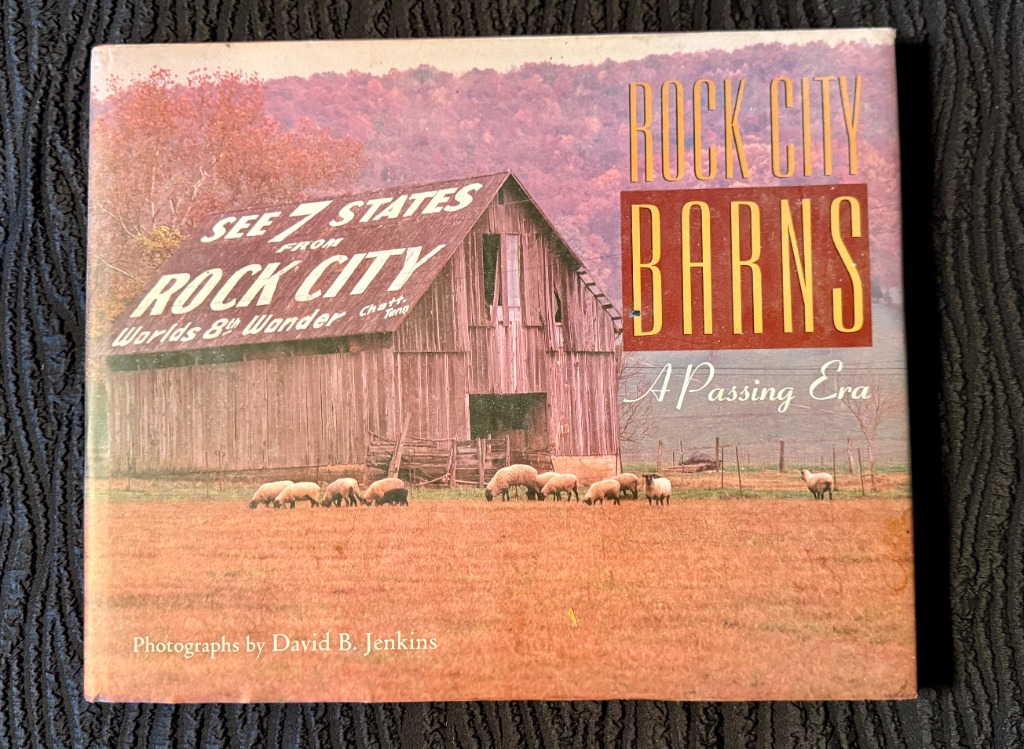 ROCK CITY
BARNS
A Passing Era
SEE 7 STATES
FROM
ROCK CITY
Worlds 8th Wonder
Chatt.
Tenn
Photographs by David B. Jenkins